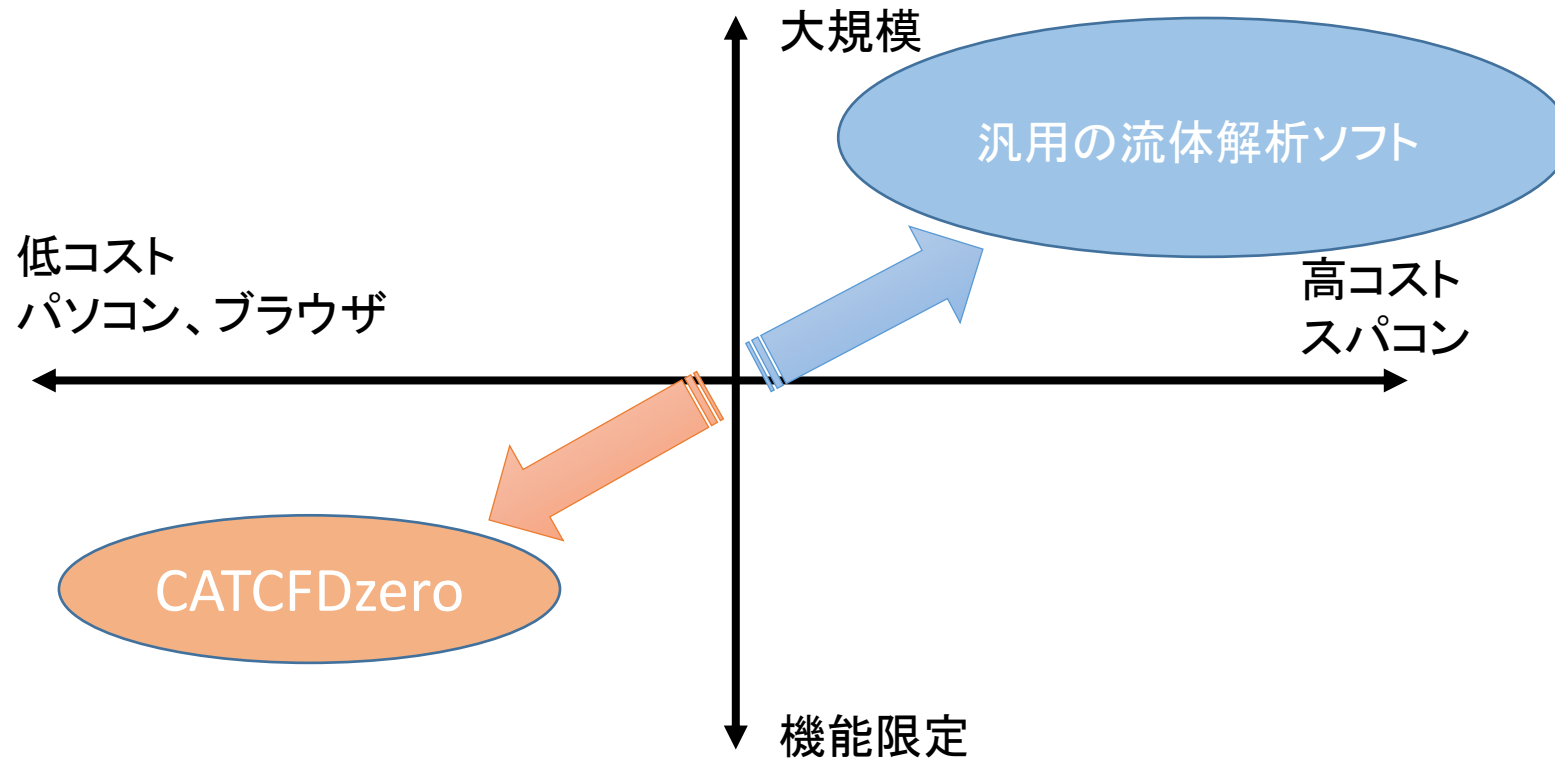 大規模
汎用の流体解析ソフト
低コスト
パソコン、ブラウザ
高コスト
スパコン
CATCFDzero
機能限定